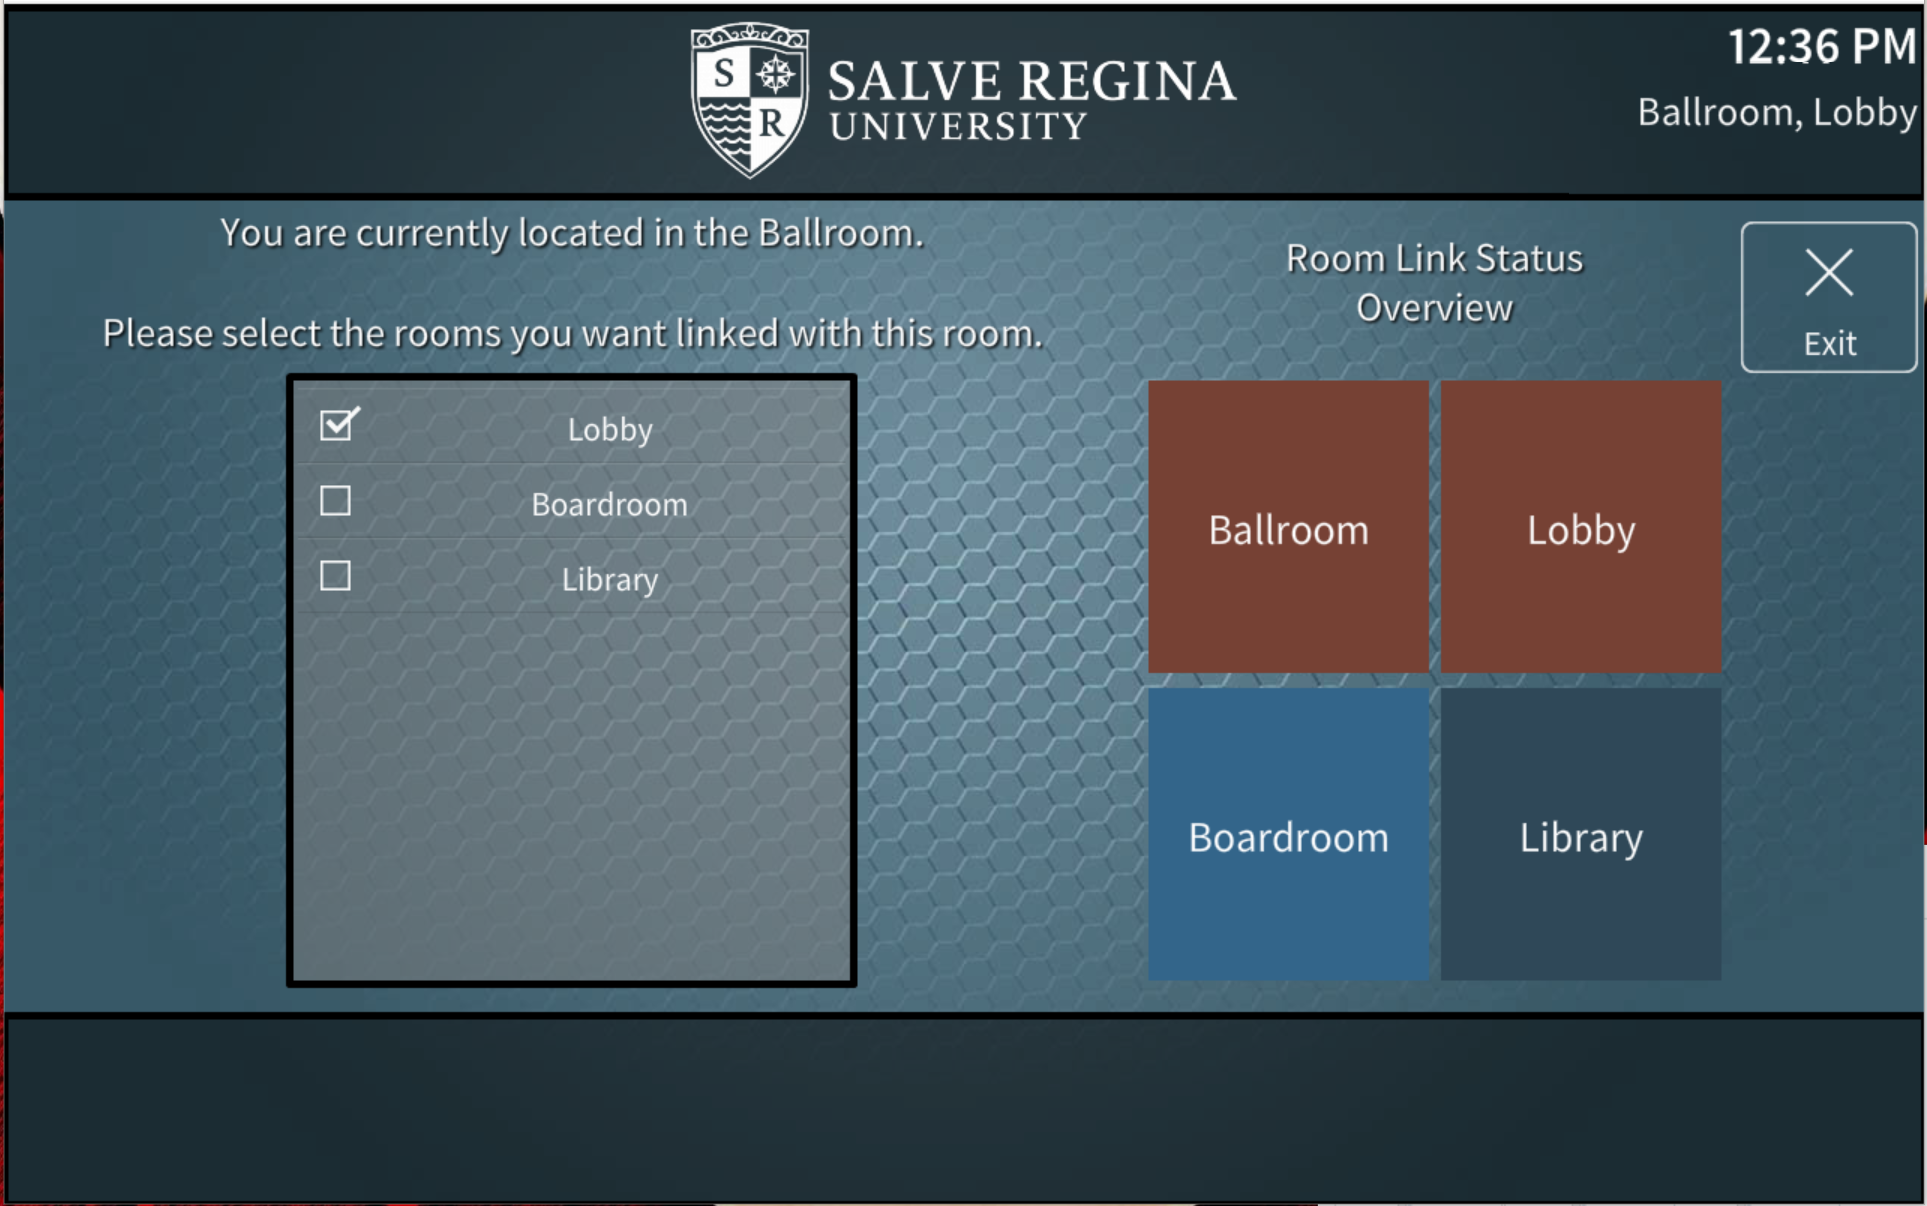 S
R
SALVE REGINA
UNIVERSITY
12:36 PM
Ballroom, Lobby
You are currently located in the Ballroom.
Please select the rooms you want linked with this room.
Lobby
Boardroom
Library
Room Link Status
Overview
Exit
Ballroom
Lobby
Boardroom
Library